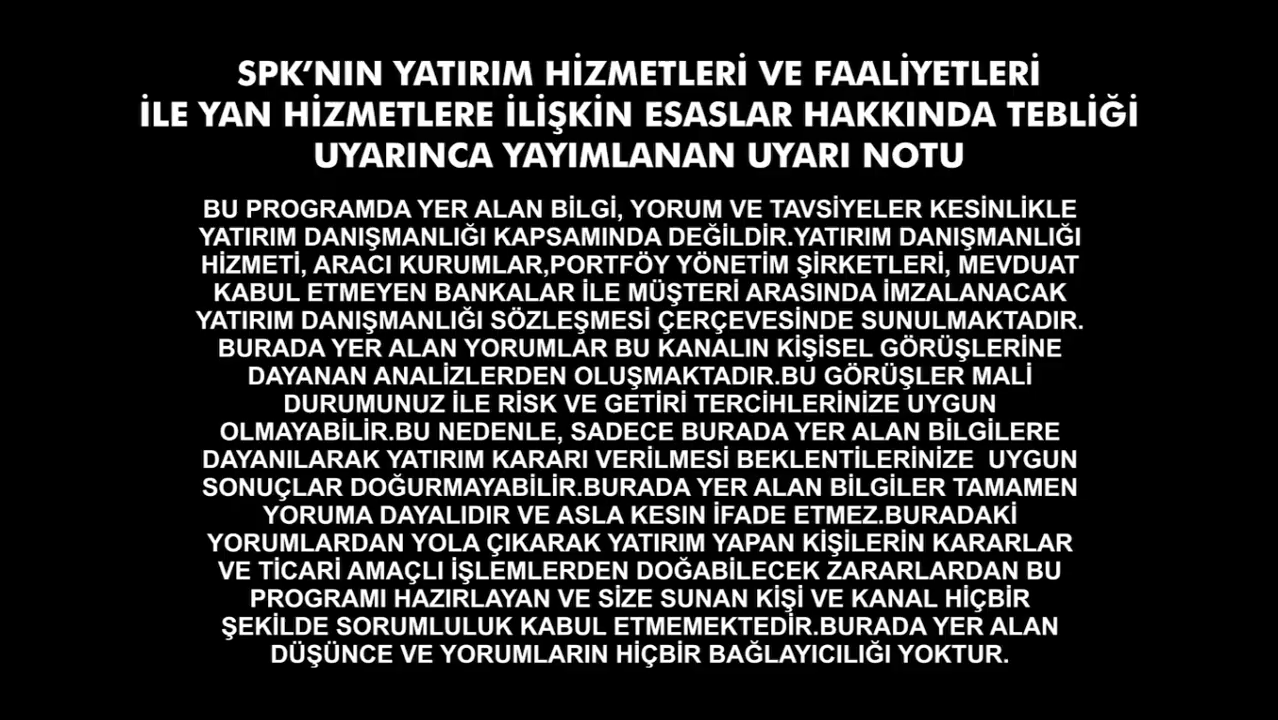 SPK’NIN YATIRIM HİZMETLERİ VE FAALİYETLERİ
İLE YAN HİZMETLERE İLİŞKİN ESASLAR HAKKINDA TEBLİĞİ
UYARINCA YAYIMLANAN UYARI NOTU
BU PROGRAMDA YER ALAN BİLGİ, YORUM VE TAVSİYELER KESİNLİKLE
YATIRIM DANIŞMANLIĞI KAPSAMINDA DEĞİLDİR.YATIRIM DANIŞMANLIĞI
HİZMETİ, ARACI KURUMLAR,PORTFÖY YÖNETİM ŞİRKETLERİ, MEVDUAT
KABUL ETMEYEN BANKALAR İLE MÜŞTERİ ARASINDA İMZALANACAK
YATIRIM DANIŞMANLIĞI SÖZLEŞMESİ ÇERÇEVESİNDE SUNULMAKTADIR.
BURADA YER ALAN YORUMLAR BU KANALIN KİŞİSEL GÖRÜŞLERİNE
DAYANAN ANALİZLERDEN OLUŞMAKTADIR.BU GÖRÜŞLER MALİ
DURUMUNUZ İLE RİSK VE GETİRİ TERCİHLERİNİZE UYGUN
OLMAYABİLİR.BU NEDENLE, SADECE BURADA YER ALAN BİLGİLERE
DAYANILARAK YATIRIM KARARI VERİLMESİ BEKLENTİLERİNİZE  UYGUN
SONUÇLAR DOĞURMAYABİLİR.BURADA YER ALAN BİLGİLER TAMAMEN
YORUMA DAYALIDIR VE ASLA KESIN İFADE ETMEZ.BURADAKİ
YORUMLARDAN YOLA ÇIKARAK YATIRIM YAPAN KİŞİLERİN KARARLAR
VE TİCARİ AMAÇLI İŞLEMLERDEN DOĞABİLECEK ZARARLARDAN BU
PROGRAMI HAZIRLAYAN VE SİZE SUNAN KİŞİ VE KANAL HİÇBİR
ŞEKİLDE SORUMLULUK KABUL ETMEMEKTEDİR.BURADA YER ALAN
DÜŞÜNCE VE YORUMLARIN HİÇBİR BAĞLAYICILIĞI YOKTUR.